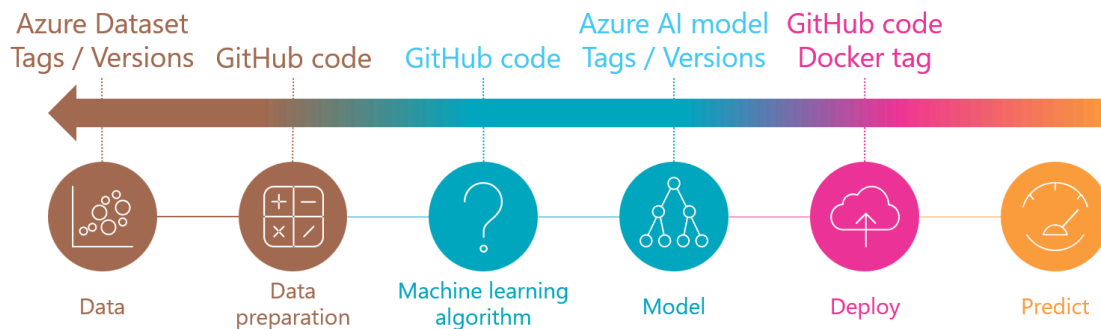 Azure Dataset
Tags / Versions
GitHub code
GitHub code
Azure AI model
Tags / Versions
GitHub code
Docker tag
Data
Data
preparation
Machine learning
algorithm
Model
Deploy
Predict